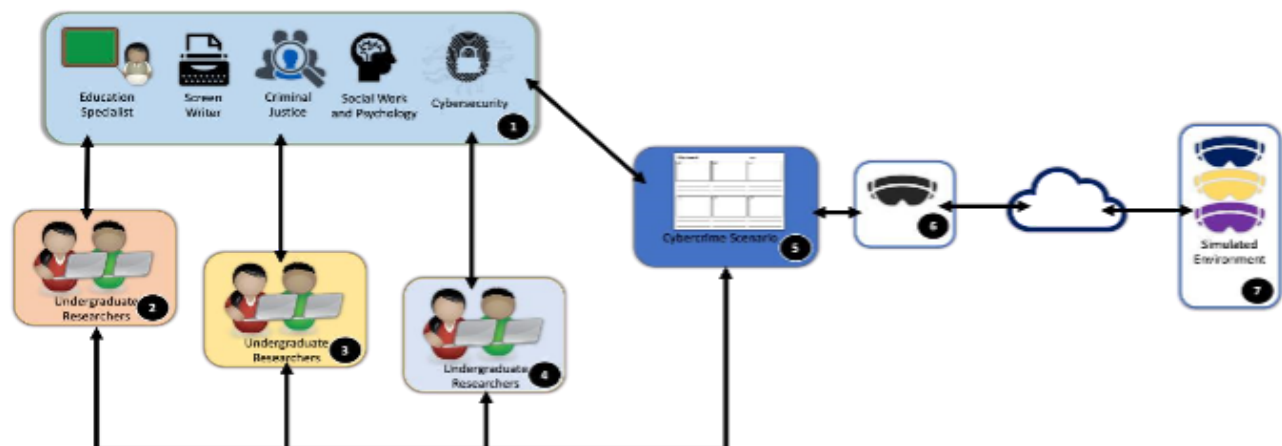 Education
Specialist
Screen
Writer
Criminal
Justice
Social Work
and Psychology
Cybersecurity
1
Undergraduate
Researchers
2
Undergraduate
Researchers
3
Undergraduate
Researchers
4
Cybercrime Scenario
5
6
Simulated
Environment
7